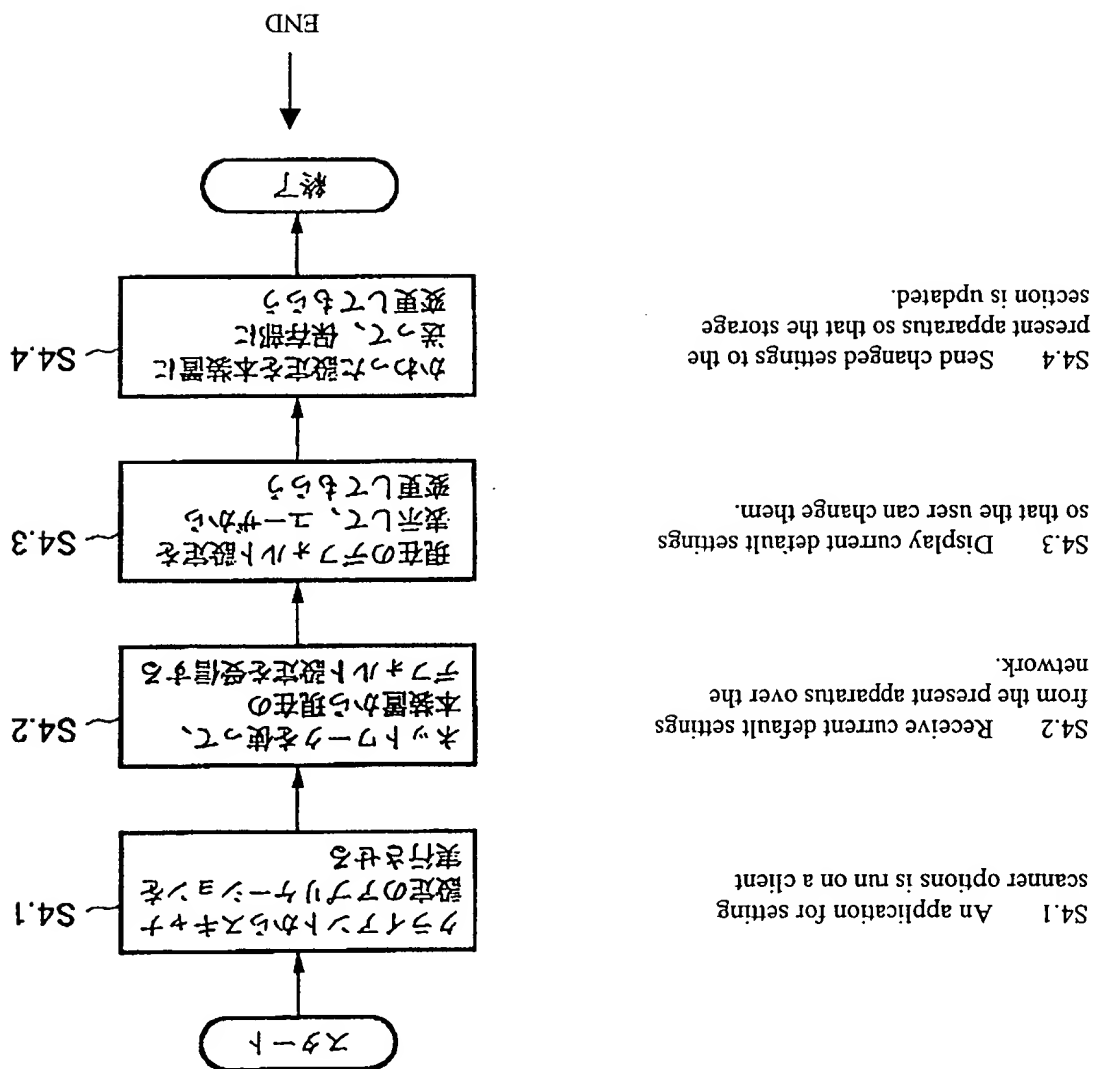 スタート
S4.1 An application for setting
scanner options is run on a client
クライアントからスキャナ
設定のアプリケーションを
実行させる
S4.1
S4.2 Receive current default settings
from the present apparatus over the
network.
ネットワークを使って、
本装置から現在の
デフォルト設定を受信する
S4.2
S4.3 Display current default settings
so that the user can change them.
現在のデフォルト設定を
表示して、ユーザから
変更してもらう
S4.3
S4.4 Send changed settings to the
present apparatus so that the storage
section is updated.
かわった設定を本装置に
送って、保存部に
変更してもらう
S4.4
終了
END